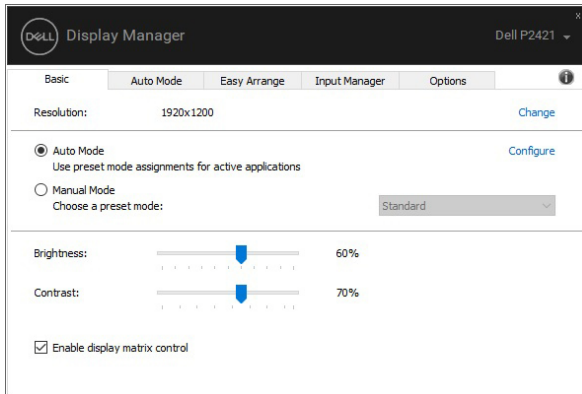 DELL Display Manager
Dell P2421
Basic Auto Mode Easy Arrange Input Manager Options
Resolution: 1920x1200 Change
Auto Mode Configure
Use preset mode assignments for active applications
Manual Mode
Choose a preset mode: Standard
Brightness: 60%
Contrast: 70%
Enable display matrix control